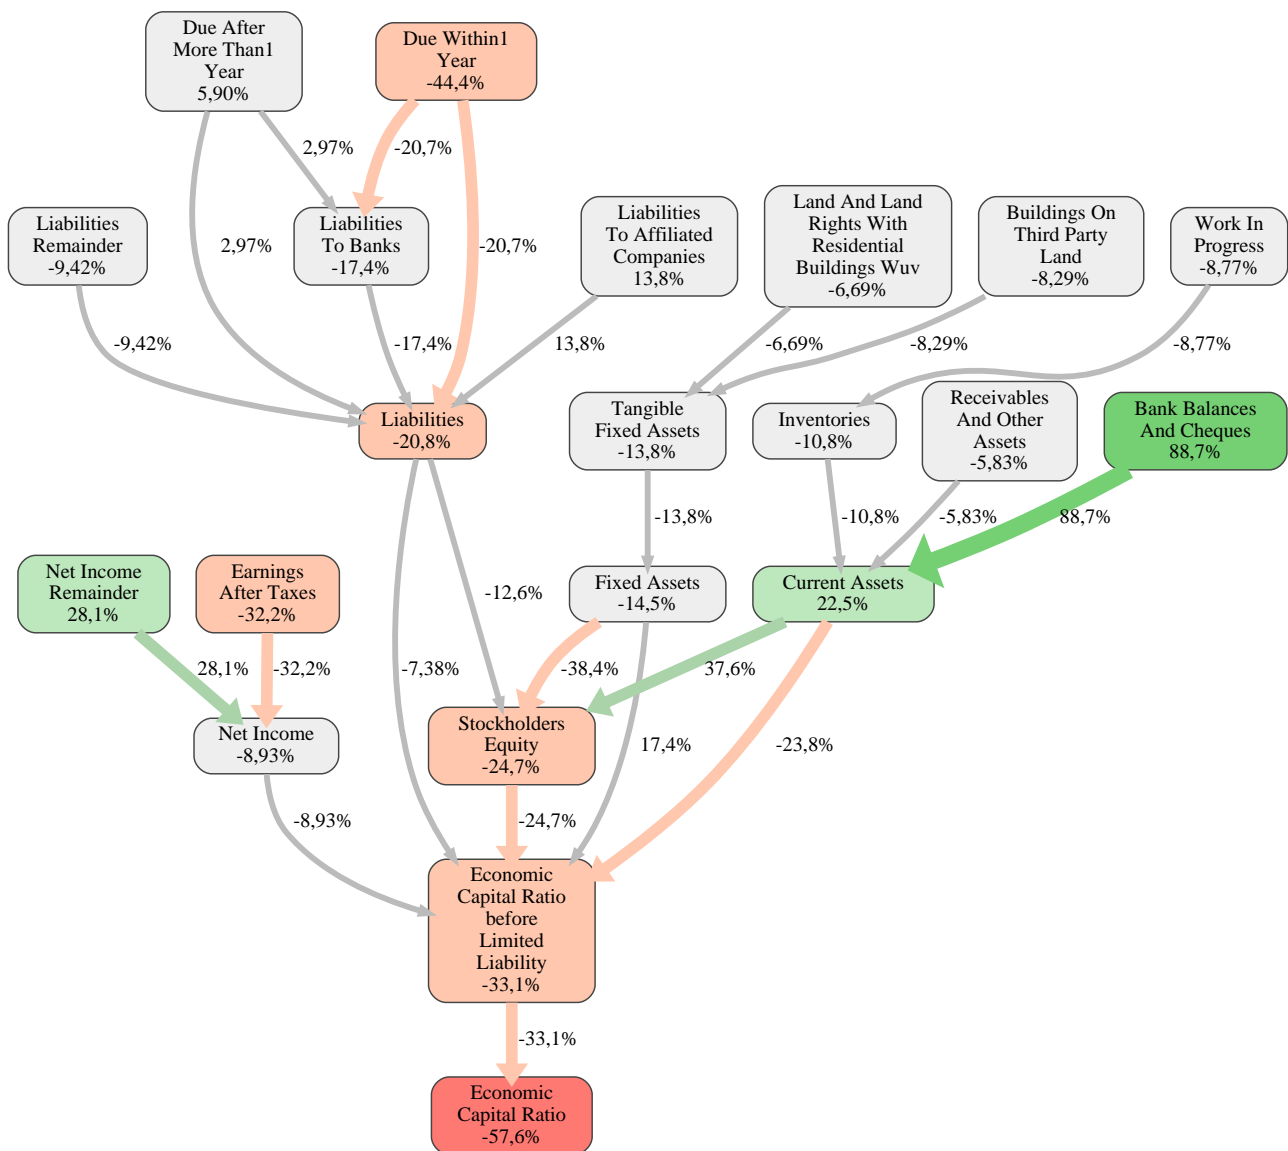 Due After
More Than1
Year
5,90%
Due Within1
Year
-44,4%
2,97%
-20,7%
Liabilities
Remainder
-9,42%
Liabilities
To Banks
-17,4%
Liabilities
To Affiliated
Companies
13,8%
Land And Land
Rights With
Residential
Buildings Wuv
-6,69%
Buildings On
Third Party
Land
-8,29%
Work In
Progress
-8,77%
2,97%
-20,7%
-9,42%
-17,4%
13,8%
-6,69%
-8,29%
-8,77%
Liabilities
-20,8%
Tangible
Fixed Assets
-13,8%
Inventories
-10,8%
Receivables
And Other
Assets
-5,83%
Bank Balances
And Cheques
88,7%
-13,8%
-10,8%
-5,83%
88,7%
Net Income
Remainder
28,1%
Earnings
After Taxes
-32,2%
-12,6%
Fixed Assets
-14,5%
Current Assets
22,5%
28,1%
-32,2%
-7,38%
-38,4%
37,6%
Net Income
-8,93%
Stockholders
Equity
-24,7%
17,4%
-23,8%
-8,93%
-24,7%
Economic
Capital Ratio
before
Limited
Liability
-33,1%
-33,1%
Economic
Capital Ratio
-57,6%